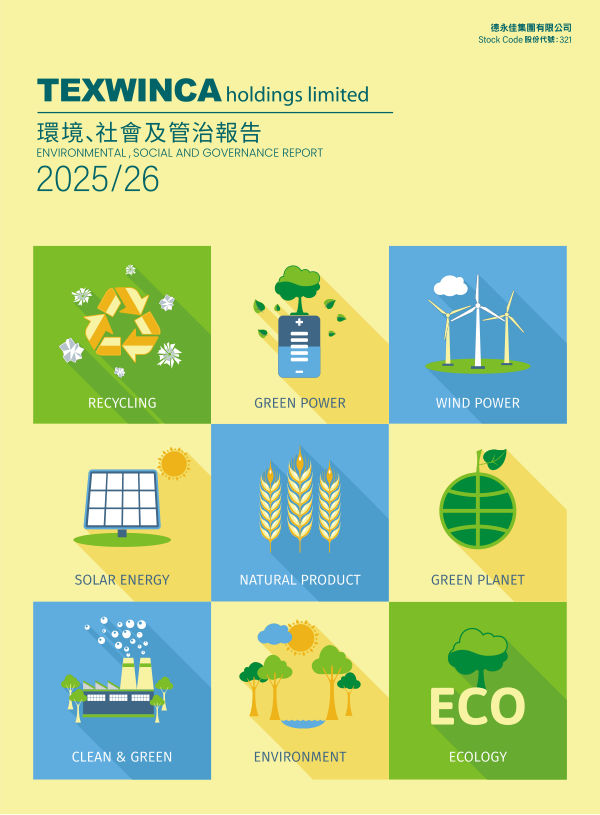 德永佳集團有限公司
Stock Code 股份代號：321
TEXWINCA holdings limited
環境、社會及管治報告
ENVIRONMENTAL, SOCIAL AND GOVERNANCE REPORT
2025/26
RECYCLING
GREEN POWER
WIND POWER
SOLAR ENERGY
NATURAL PRODUCT
GREEN PLANET
CLEAN & GREEN
ENVIRONMENT
ECO
ECOLOGY